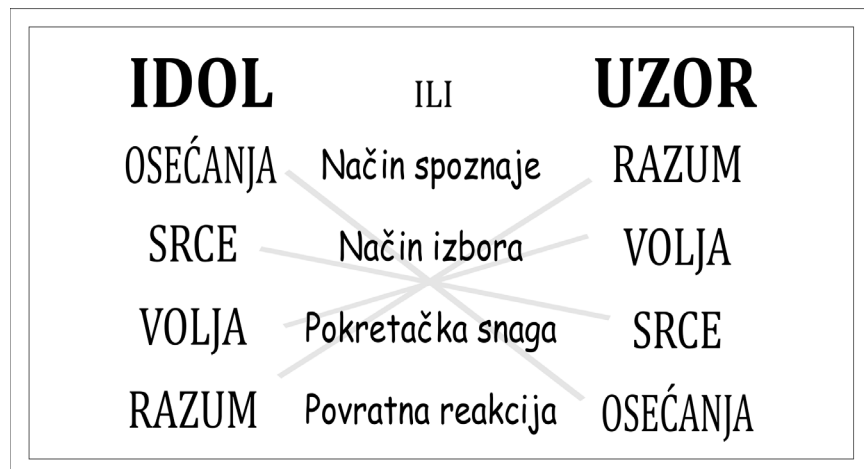 IDOL ILI UZOR
OSEĆANJA Način spoznaje RAZUM
SRCE Način izbora VOLJA
VOLJA Pokretačka snaga SRCE
RAZUM Povratna reakcija OSEĆANJA